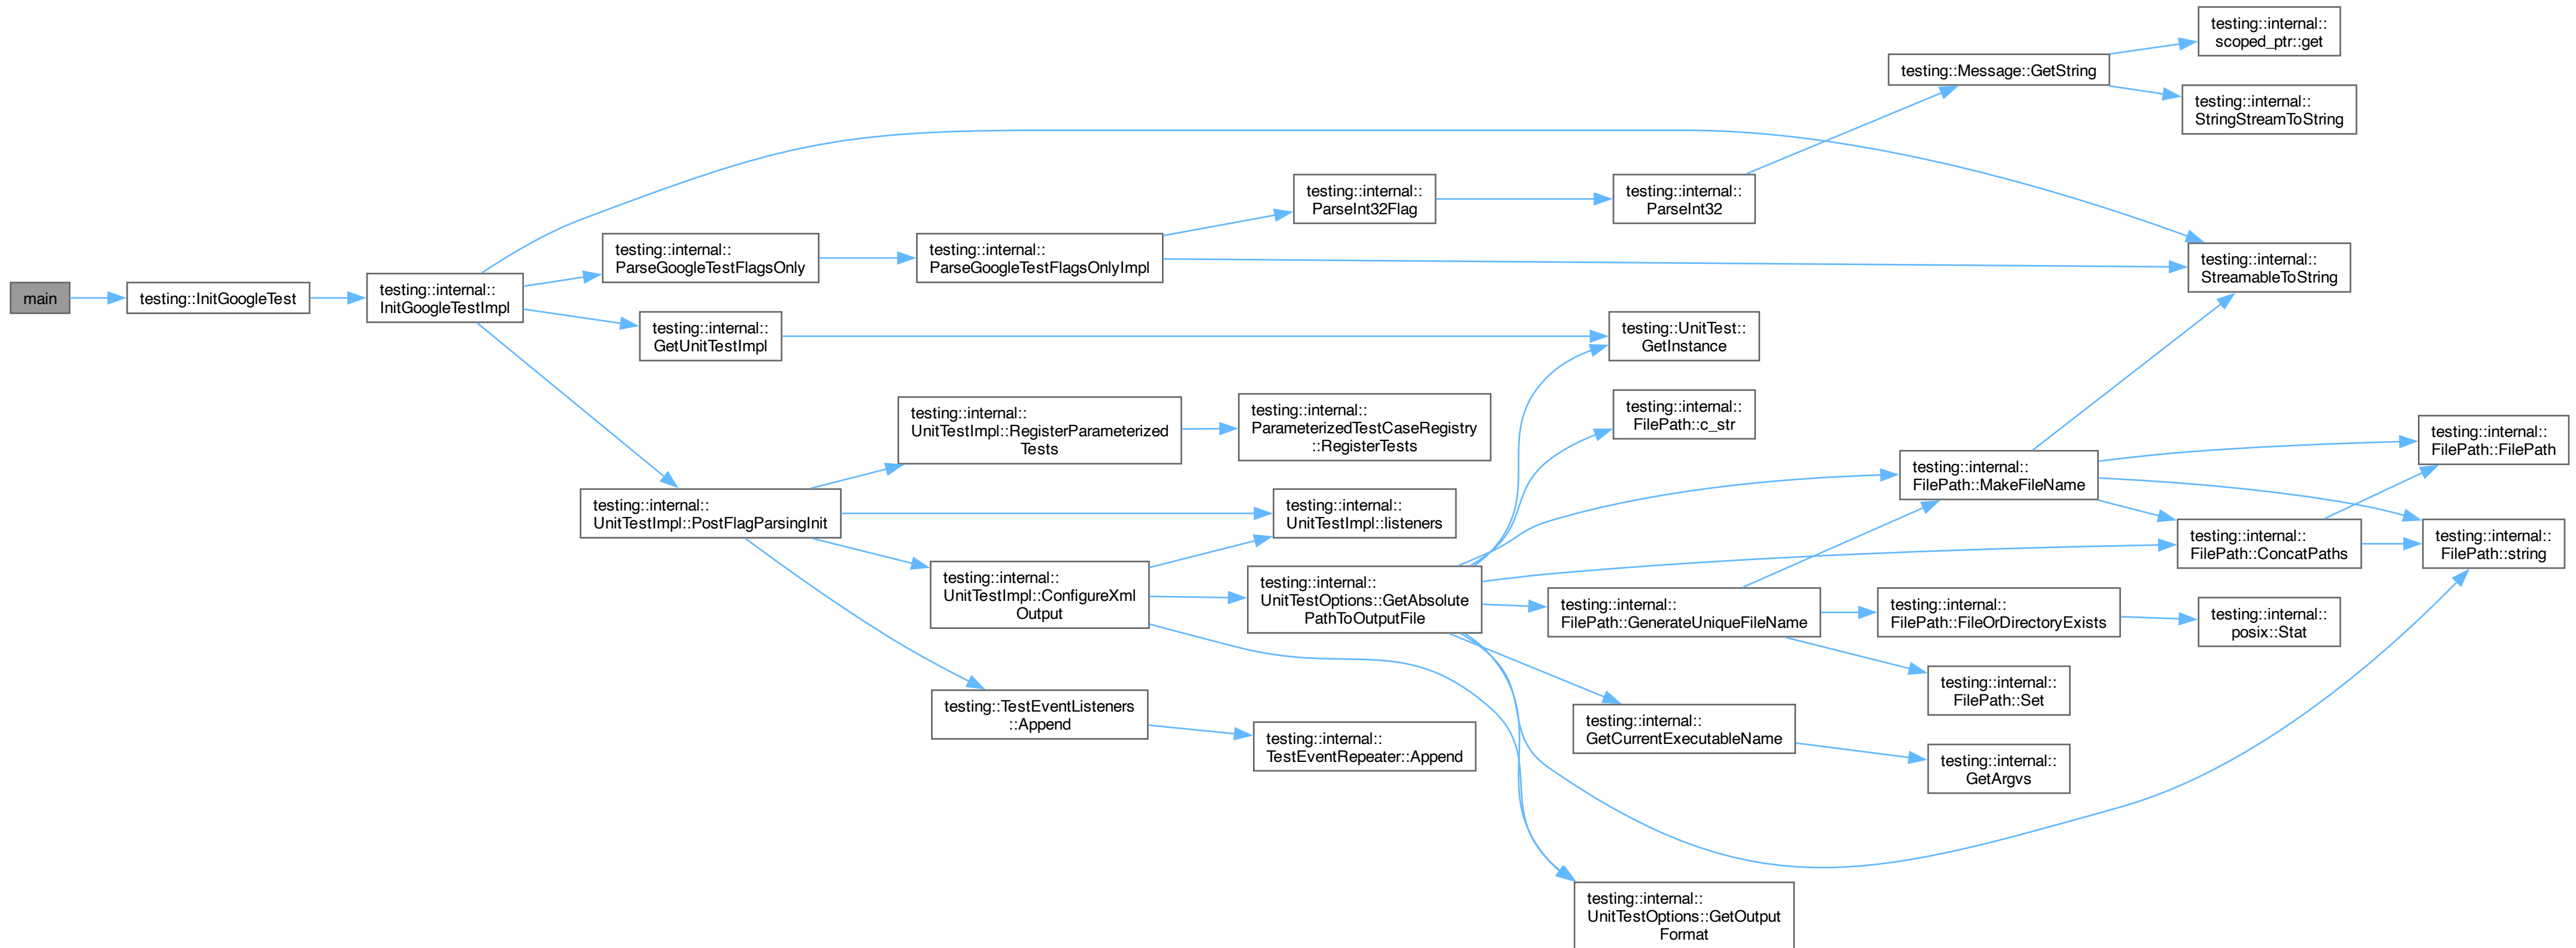 main
testing::InitGoogleTest
testing::internal::
InitGoogleTestImpl
testing::internal::
ParseGoogleTestFlagsOnly
testing::internal::
ParseGoogleTestFlagsOnlyImpl
testing::internal::
ParseInt32Flag
testing::internal::
ParseInt32
testing::Message::GetString
testing::internal::
scoped_ptr::get
testing::internal::
StringStreamToString
testing::internal::
StreamableToString
testing::internal::
GetUnitTestImpl
testing::UnitTest::
GetInstance
testing::internal::
UnitTestImpl::PostFlagParsingInit
testing::internal::
UnitTestImpl::RegisterParameterized
Tests
testing::internal::
ParameterizedTestCaseRegistry
::RegisterTests
testing::internal::
UnitTestImpl::listeners
testing::internal::
UnitTestImpl::ConfigureXml
Output
testing::TestEventListeners
::Append
testing::internal::
TestEventRepeater::Append
testing::internal::
UnitTestOptions::GetAbsolute
PathToOutputFile
testing::internal::
FilePath::c_str
testing::internal::
FilePath::MakeFileName
testing::internal::
FilePath::FilePath
testing::internal::
FilePath::ConcatPaths
testing::internal::
FilePath::string
testing::internal::
FilePath::GenerateUniqueFileName
testing::internal::
FilePath::FileOrDirectoryExists
testing::internal::
posix::Stat
testing::internal::
FilePath::Set
testing::internal::
GetCurrentExecutableName
testing::internal::
GetArgvs
testing::internal::
UnitTestOptions::GetOutput
Format